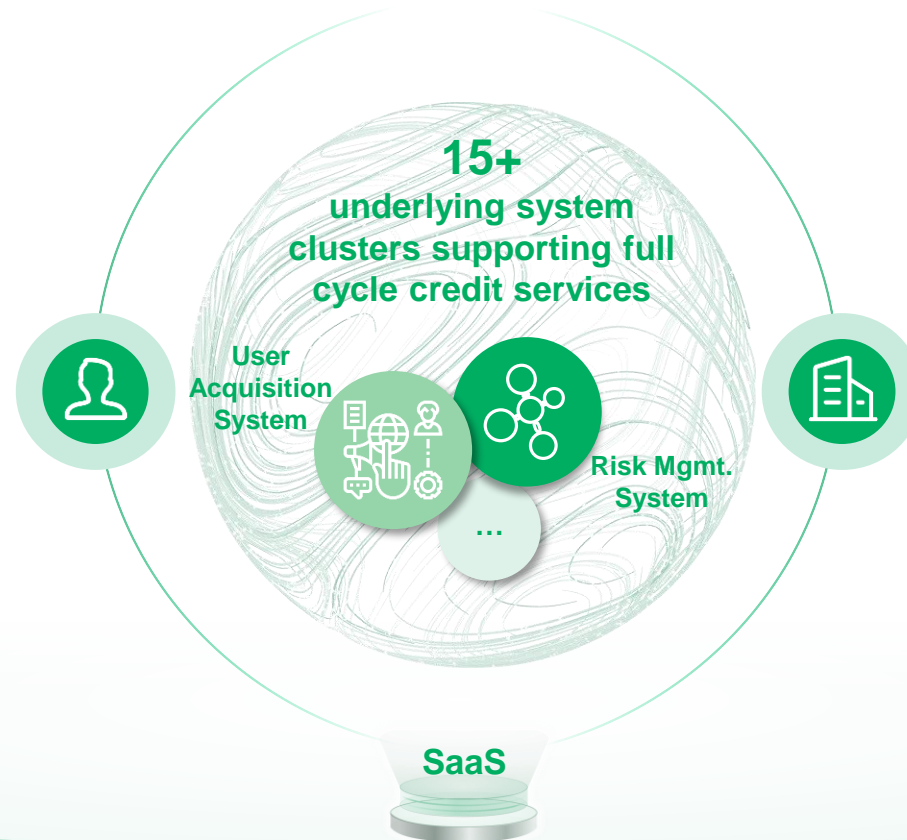 15+
underlying system
clusters supporting full
cycle credit services
User
Acquisition
System
Risk Mgmt.
System
...
SaaS